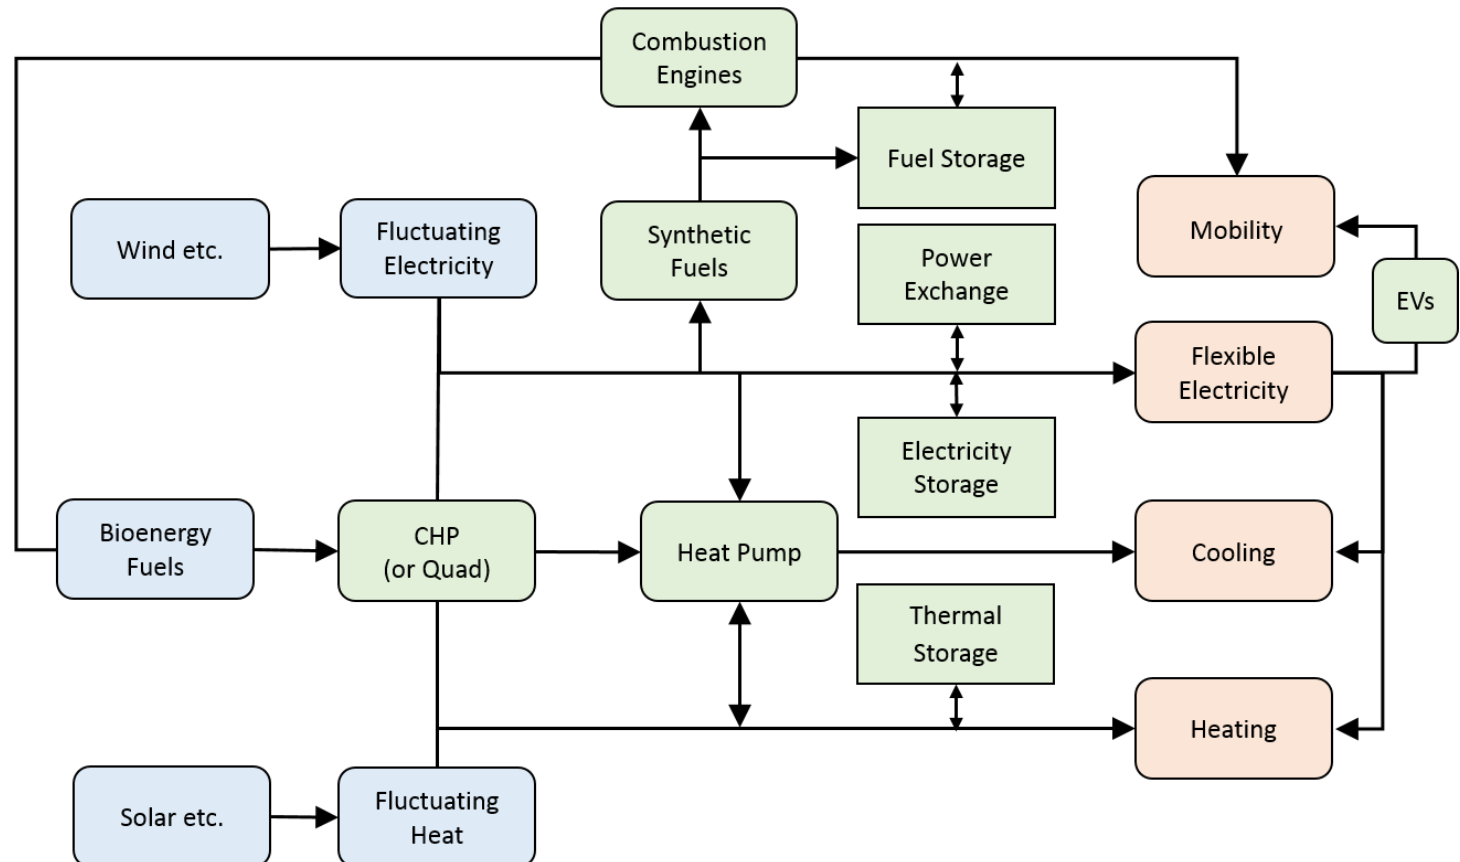 Combustion
Engines
Fuel Storage
Wind etc.
Fluctuating
Electricity
Synthetic
Fuels
Power
Exchange
Mobility
EVs
Flexible
Electricity
Electricity
Storage
Bioenergy
Fuels
CHP
(or Quad)
Heat Pump
Cooling
Thermal
Storage
Heating
Solar etc.
Fluctuating
Heat